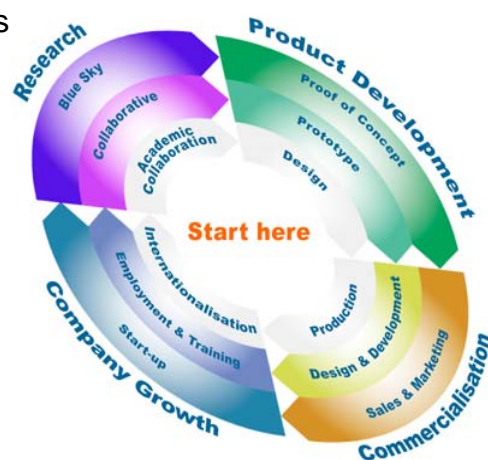 s
Research
Blue Sky
Collaborative
Academic
Collaboration
Product Development
Proof of Concept
Prototype
Design
Start here
Production
Design & Development
Sales & Marketing
Commercialisation
Internationalisation
Employment & Training
Start-up
Company Growth